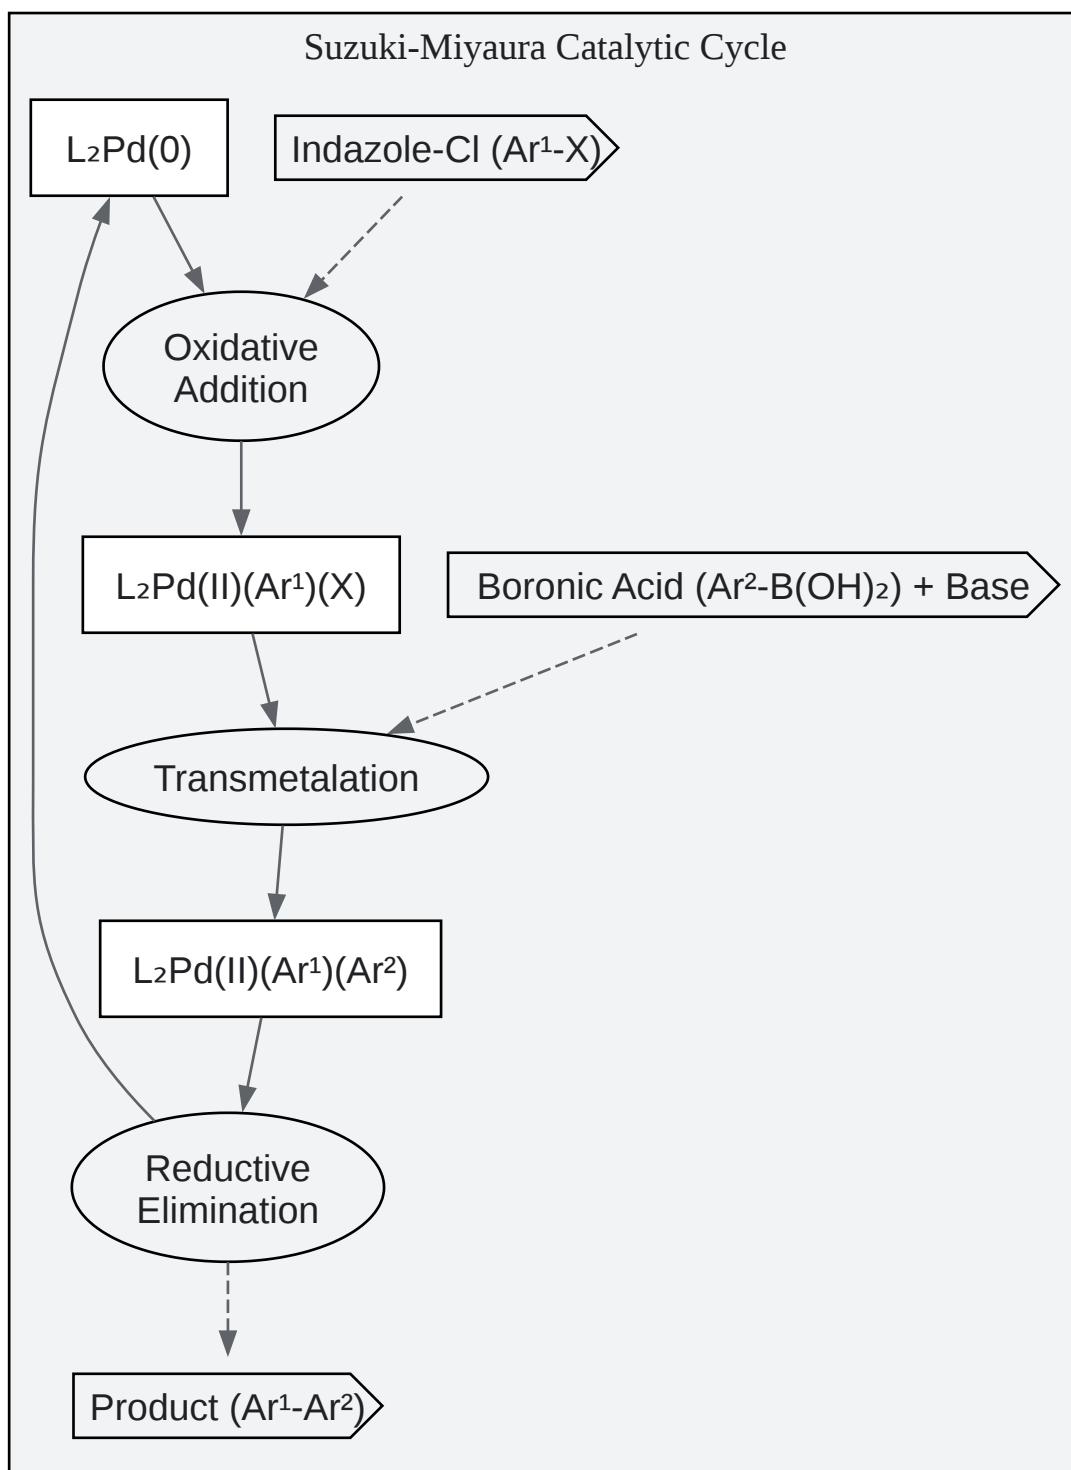 Suzuki-Miyaura Catalytic Cycle
L₂Pd(0)
Indazole-Cl (Ar¹-X)
Oxidative
Addition
L₂Pd(II)(Ar¹)(X)
Boronic Acid (Ar²-B(OH)₂) + Base
Transmetalation
L₂Pd(II)(Ar¹)(Ar²)
Reductive
Elimination
Product (Ar¹-Ar²)